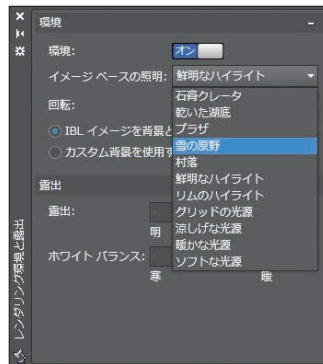 環境
環境: オン
イメージ ベースの照明: 鮮明なハイライト
石膏クレータ
乾いた湖底
プラザ
雪の原野
村落
鮮明なハイライト
リムのハイライト
グリッドの光源
涼しげな光源
暖かな光源
ソフトな光源
回転:
IBL イメージを背景と
カスタム背景を使用す
露出
露出:
明
ホワイト バランス:
寒 暖
レンダリング環境と露出